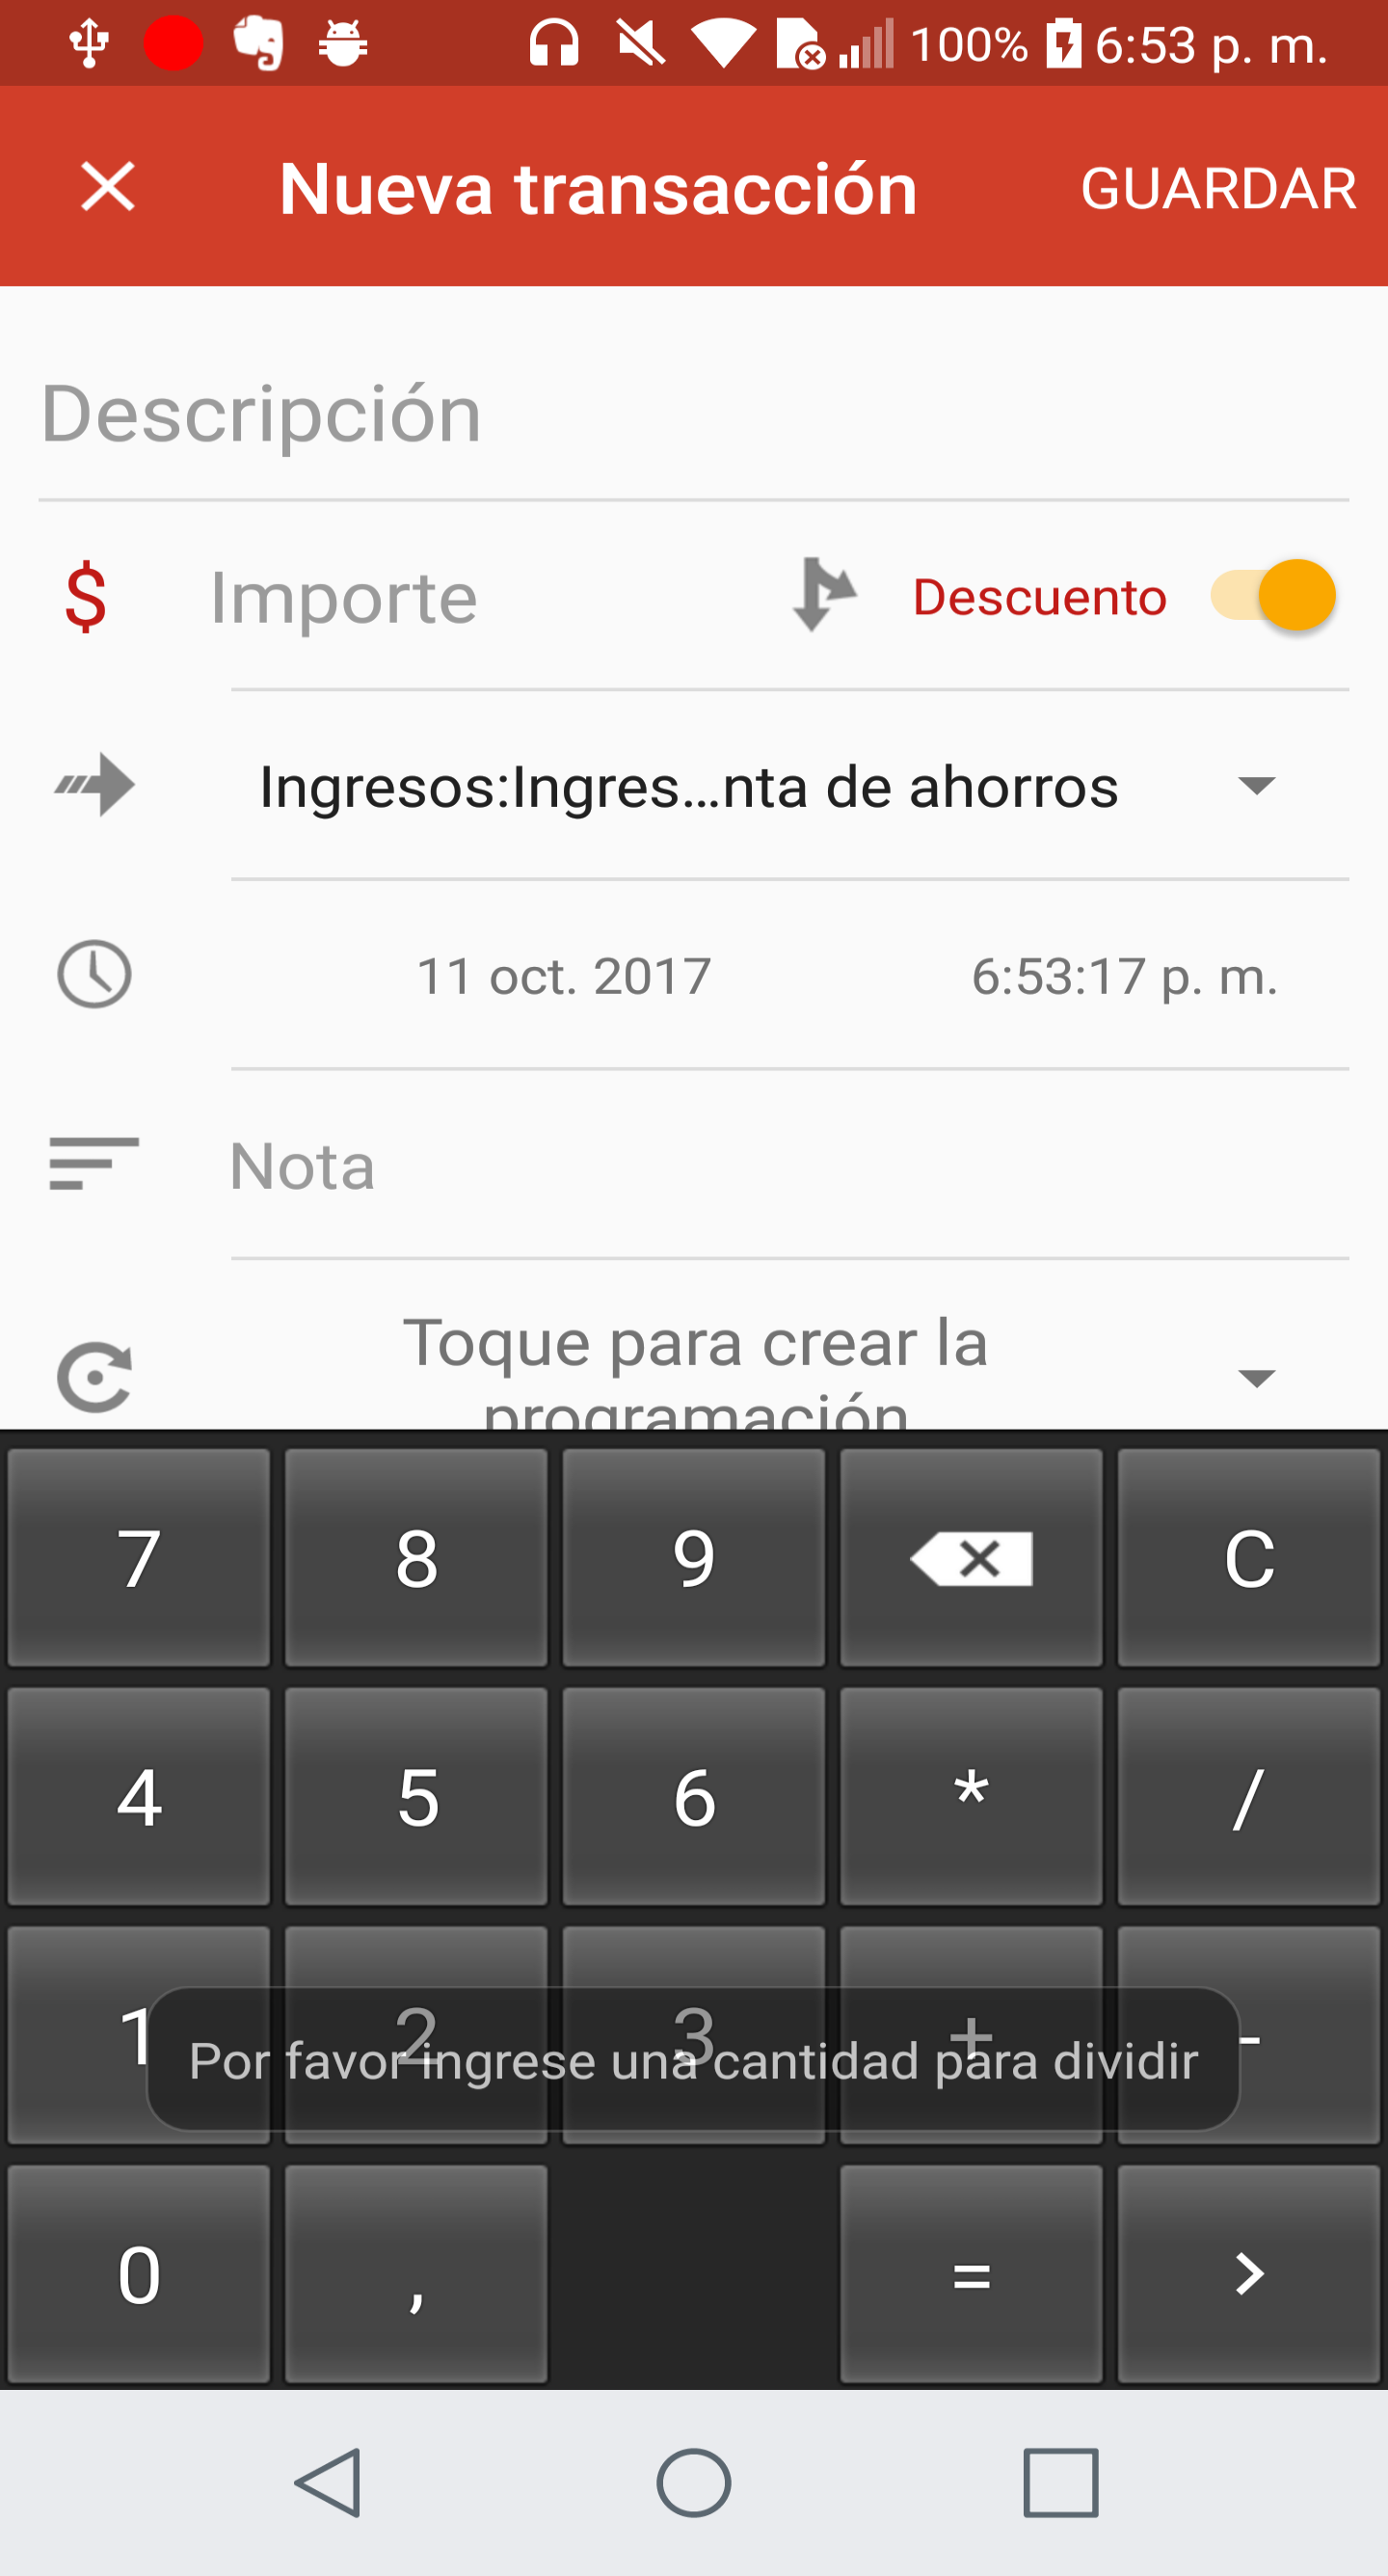 100% 6:53 p. m.
Nueva transacción GUARDAR
Descripción
$ Importe Descuento
Ingresos:Ingres...nta de ahorros
11 oct. 2017 6:53:17 p. m.
Nota
Toque para crear la
programación
7 8 9 C
4 5 6 * /
1 2 3 + -
Por favor ingrese una cantidad para dividir
0 , = >